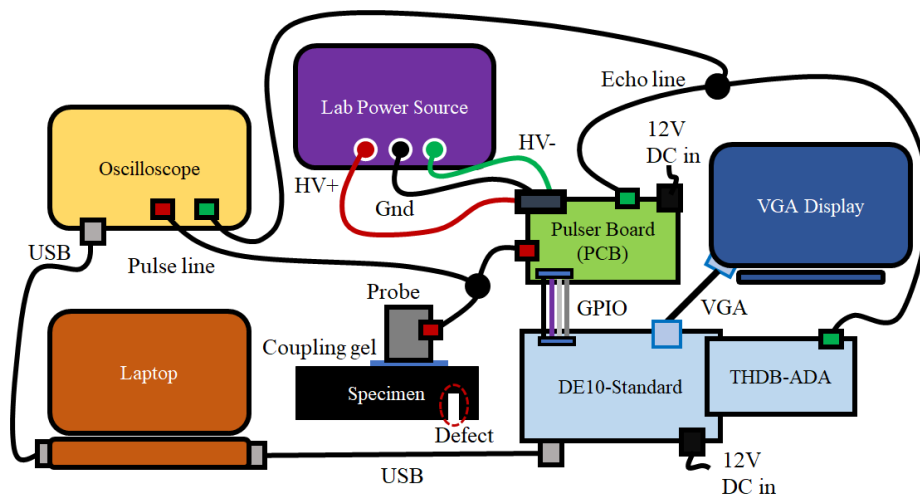 Echo line
Lab Power Source
12V
DC in
HV-
Oscilloscope
HV+
Gnd
VGA Display
Pulser Board
(PCB)
USB
Pulse line
Probe
GPIO
VGA
Coupling gel
Laptop
Specimen
DE10-Standard
THDB-ADA
Defect
USB
12V
DC in